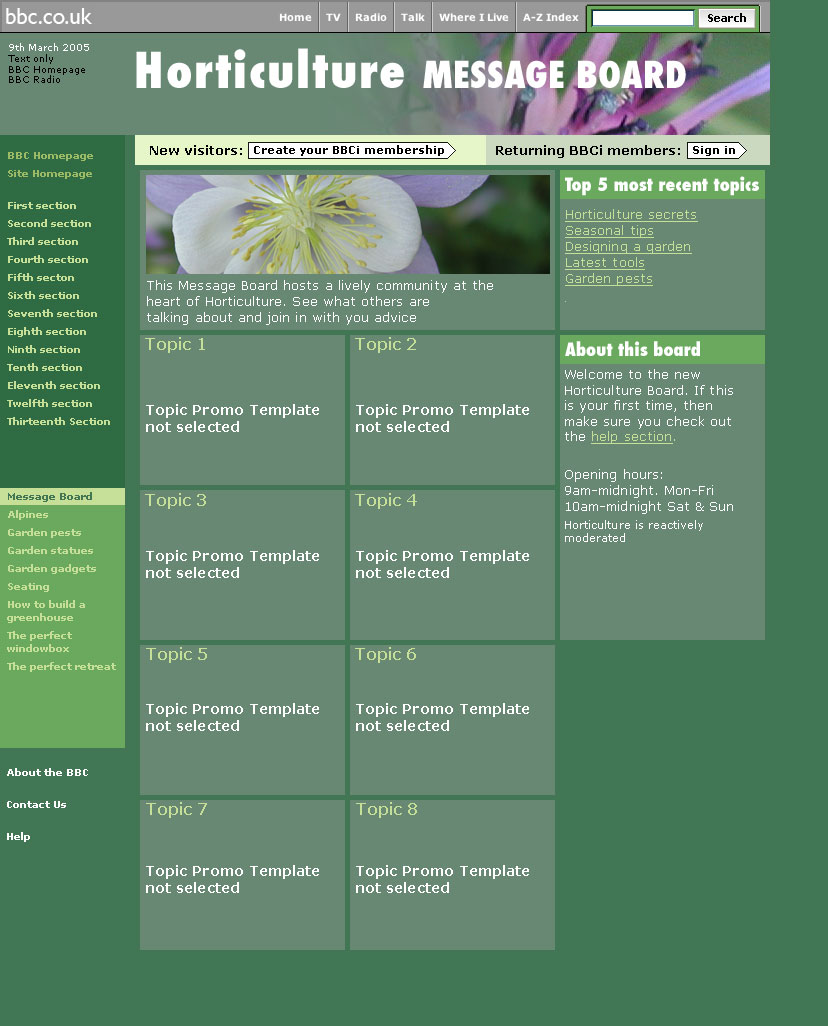 bbc.co.uk
Home TV Radio Talk Where I Live A-Z Index Search
9th March 2005
Text only
BBC Homepage
BBC Radio
Horticulture MESSAGE BOARD
New visitors: Create your BBCi membership Returning BBCi members: Sign in
BBC Homepage
Site Homepage
First section
Second section
Third section
Fourth section
Fifth secton
Sixth section
Seventh section
Eighth section
Ninth section
Tenth section
Eleventh section
Twelfth section
Thirteenth Section
Message Board
Alpines
Garden pests
Garden statues
Garden gadgets
Seating
How to build a
greenhouse
The perfect
windowbox
The perfect retreat
About the BBC
Contact Us
Help
This Message Board hosts a lively community at the
heart of Horticulture. See what others are
talking about and join in with you advice
Topic 1
Topic Promo Template
not selected
Topic 2
Topic Promo Template
not selected
Topic 3
Topic Promo Template
not selected
Topic 4
Topic Promo Template
not selected
Topic 5
Topic Promo Template
not selected
Topic 6
Topic Promo Template
not selected
Topic 7
Topic Promo Template
not selected
Topic 8
Topic Promo Template
not selected
Top 5 most recent topics
Horticulture secrets
Seasonal tips
Designing a garden
Latest tools
Garden pests
.
About this board
Welcome to the new
Horticulture Board. If this
is your first time, then
make sure you check out
the help section.
Opening hours:
9am-midnight. Mon-Fri
10am-midnight Sat & Sun
Horticulture is reactively
moderated